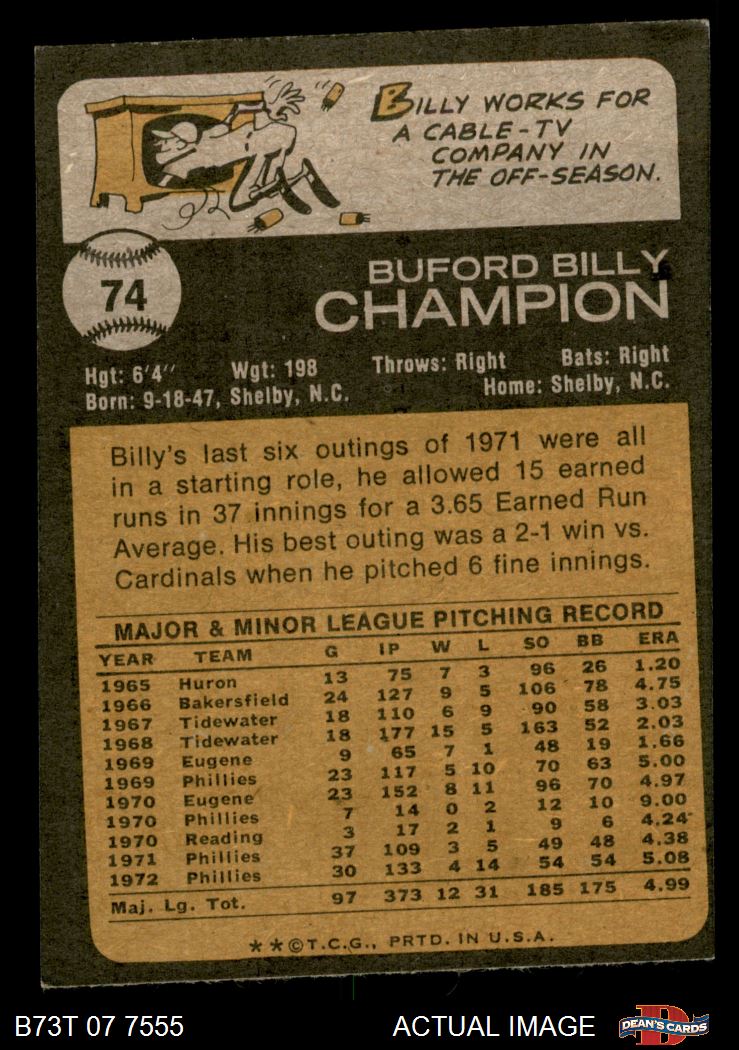 BILLY WORKS FOR
A CABLE-TV
COMPANY IN
THE OFF-SEASON.
74
BUFORD BILLY
CHAMPION
Hgt: 6'4" Wgt: 198 Throws: Right Bats: Right
Born: 9-18-47, Shelby, N.C. Home: Shelby, N.C.
Billy's last six outings of 1971 were all
in a starting role, he allowed 15 earned
runs in 37 innings for a 3.65 Earned Run
Average. His best outing was a 2-1 win vs.
Cardinals when he pitched 6 fine innings.
MAJOR & MINOR LEAGUE PITCHING RECORD
YEAR TEAM G IP W L SO BB ERA
1965 Huron 13 75 7 3 96 26 1.20
1966 Bakersfield 24 127 9 5 106 78 4.75
1967 Tidewater 18 110 6 9 90 58 3.03
1968 Tidewater 18 177 15 5 163 52 2.03
1969 Eugene 9 65 7 1 48 19 1.66
1969 Phillies 23 117 5 10 70 63 5.00
1970 Eugene 23 152 8 11 96 70 4.97
1970 Phillies 7 14 0 2 12 10 9.00
1970 Reading 3 17 2 1 9 6 4.24
1971 Phillies 37 109 3 5 49 48 4.38
1972 Phillies 30 133 4 14 54 54 5.08
Maj. Lg. Tot. 97 373 12 31 185 175 4.99
**©T.C.G., PRTD. IN U.S.A.
B73T 07 7555 ACTUAL IMAGE DEAN'S CARDS